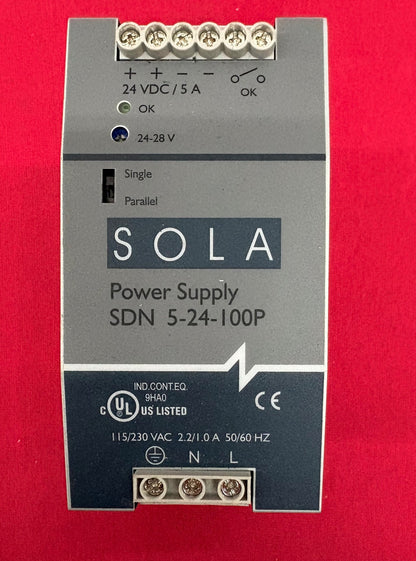 + + − −
24 VDC / 5 A
OK
OK
24-28 V
Single
Parallel
SOLA
Power Supply
SDN 5-24-100P
IND.CONT.EQ.
9HA0
C UL US LISTED
CE
115/230 VAC 2.2/1.0 A 50/60 HZ
N L